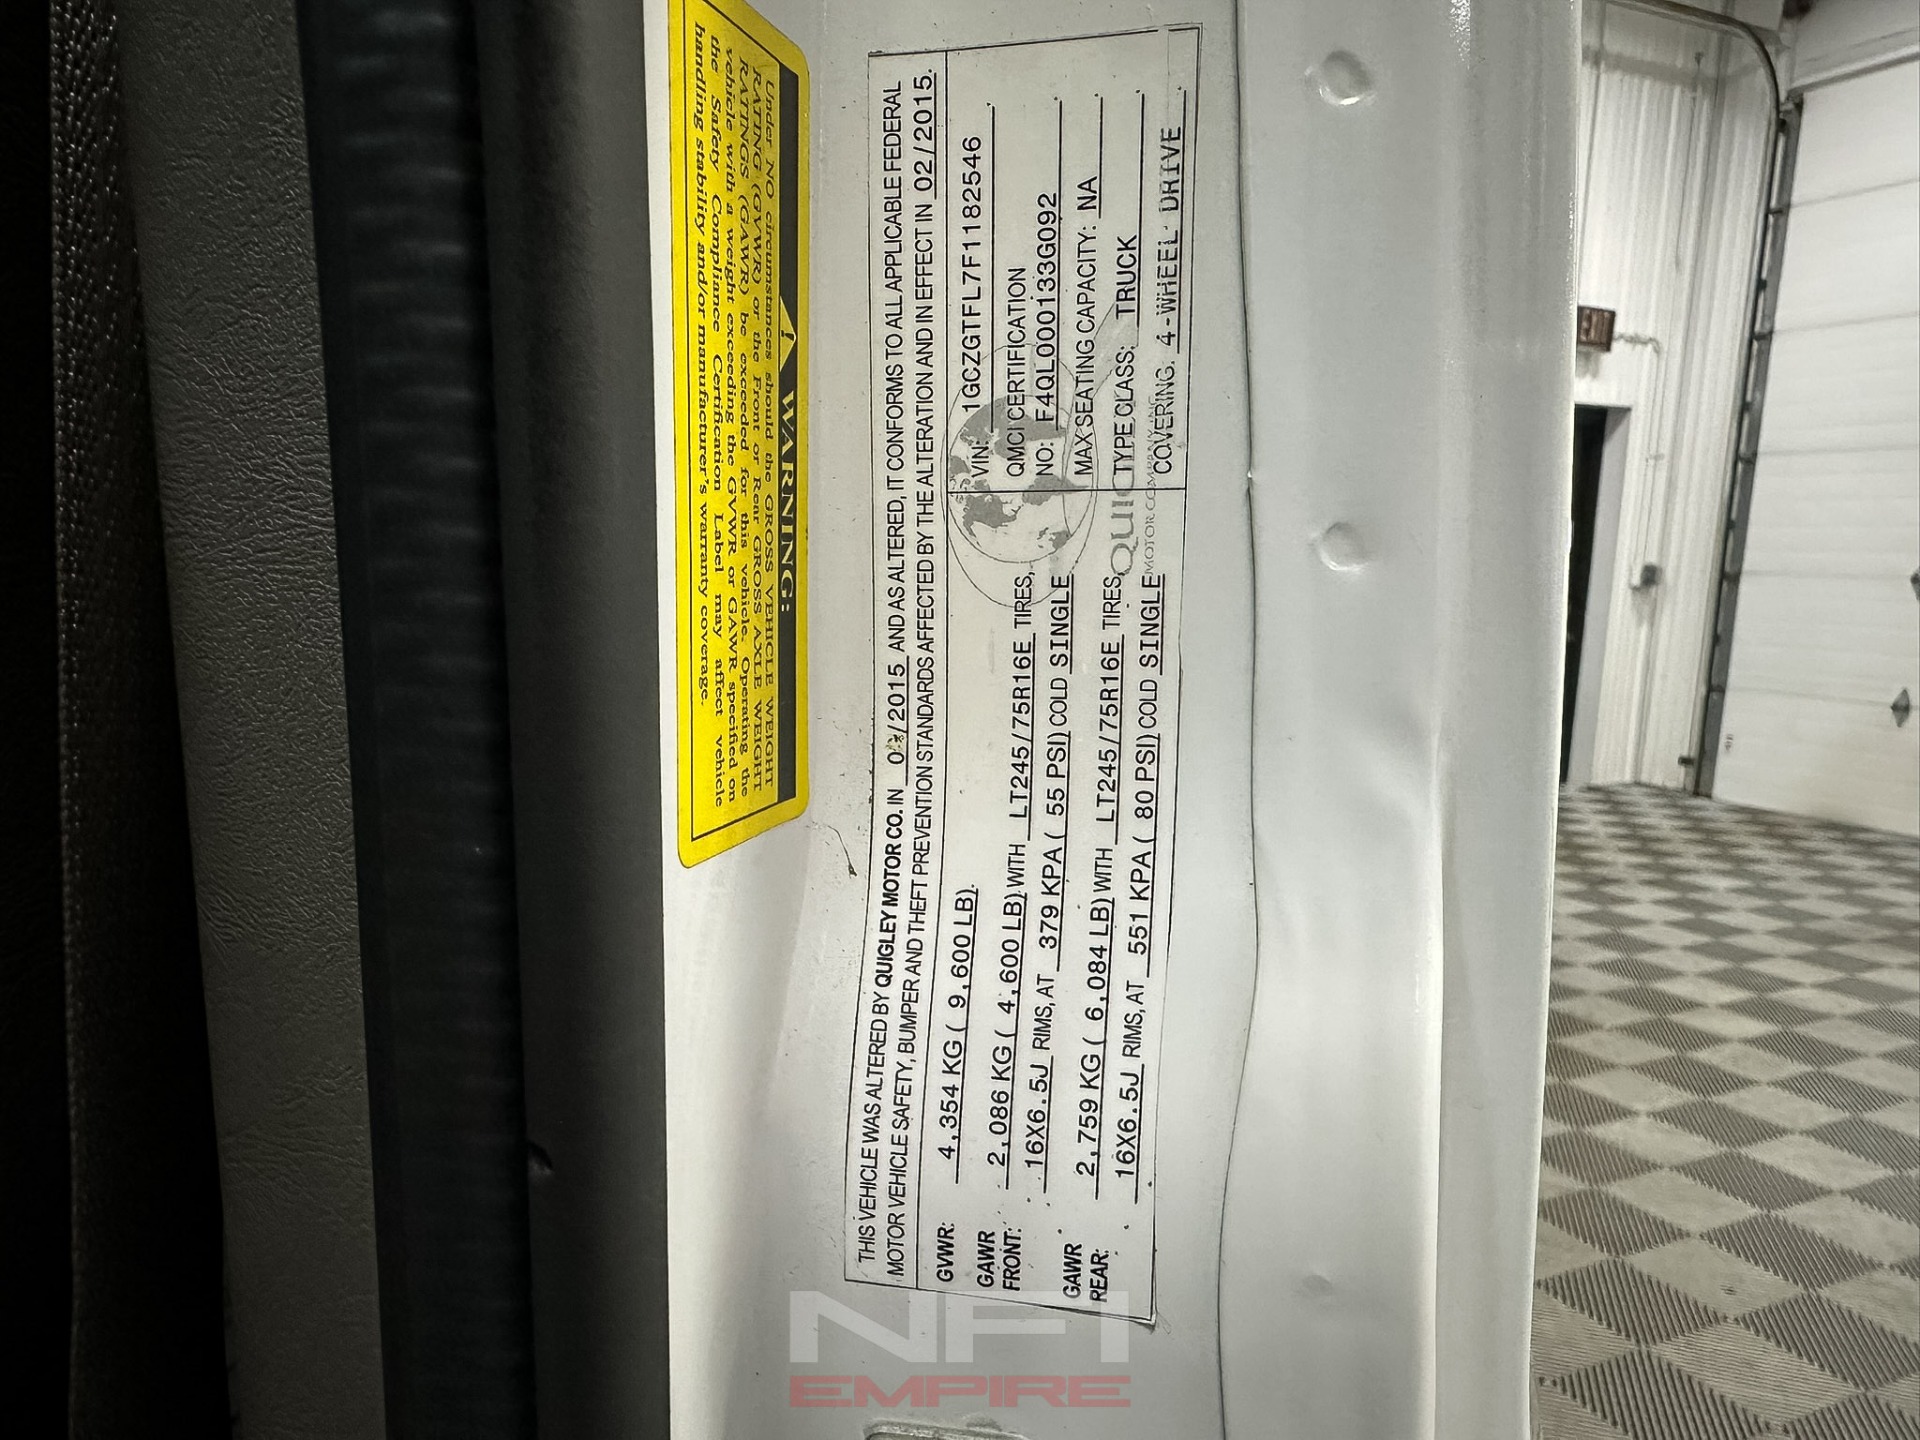 WARNING:
Under NO circumstances should the GROSS VEHICLE WEIGHT
RATING (GVWR) or the Front or Rear GROSS AXLE WEIGHT
RATINGS (GAWR) be exceeded for this vehicle. Operating the
vehicle with a weight exceeding the GVWR or GAWR specified on
the Safety Compliance Certification Label may affect vehicle
handling stability and/or manufacturer's warranty coverage.
THIS VEHICLE WAS ALTERED BY QUIGLEY MOTOR CO. IN /2015 AND AS ALTERED, IT CONFORMS TO ALL APPLICABLE FEDERAL
MOTOR VEHICLE SAFETY, BUMPER AND THEFT PREVENTION STANDARDS AFFECTED BY THE ALTERATION AND IN EFFECT IN 02/2015.
GVWR: 4,354 KG ( 9,600 LB).
GAWR
FRONT: 2,086 KG ( 4,600 LB) WITH LT245/75R16E TIRES,
16X6.5J RIMS, AT 379 KPA ( 55 PSI) COLD SINGLE
GAWR
REAR: 2,759 KG ( 6,084 LB) WITH LT245/75R16E TIRES,
16X6.5J RIMS, AT 551 KPA ( 80 PSI) COLD SINGLE
VIN: 1GCZGTFL7F1182546
QMCI CERTIFICATION
NO: F4QL000133G092
MAX SEATING CAPACITY: NA
TYPE CLASS: TRUCK
COVERING. 4-WHEEL DRIVE
MOTOR COMPANY
EXIT
NFI
EMPIRE